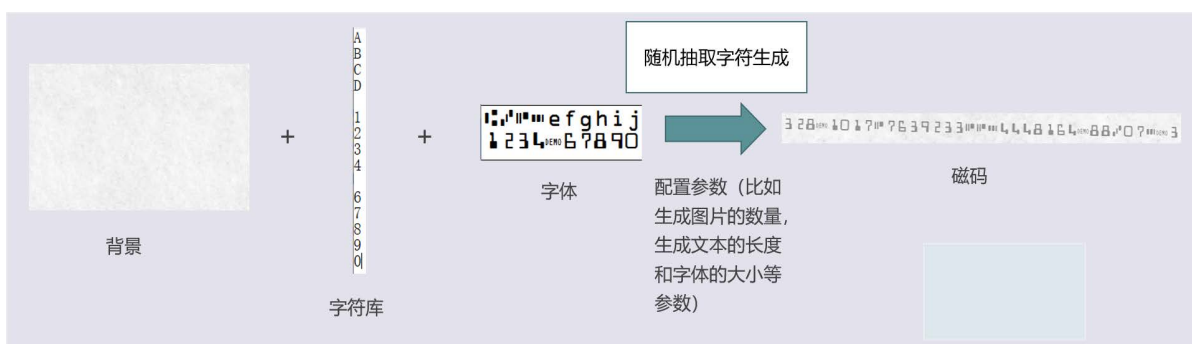 背景
+
A
B
C
D
1
2
3
4
6
7
8
9
0
字符库
+
efghij
1234 DEMO 67890
字体
随机抽取字符生成
配置参数（比如
生成图片的数量，
生成文本的长度
和字体的大小等
参数）
磁码